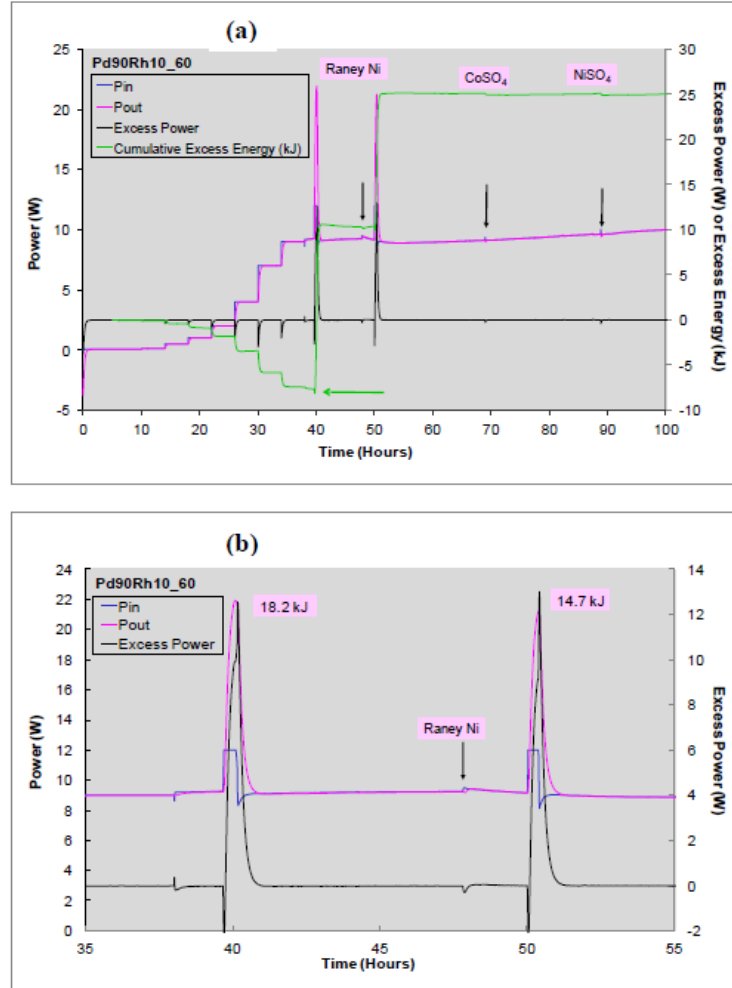 (a)
Pd90Rh10_60
Pin
Pout
Excess Power
Cumulative Excess Energy (kJ)
Raney Ni
CoSO₄
NiSO₄
25
20
15
10
5
0
-5
Power (W)
30
25
20
15
10
5
0
-5
-10
Excess Power (W) or Excess Energy (kJ)
0 10 20 30 40 50 60 70 80 90 100
Time (Hours)
(b)
Pd90Rh10_60
Pin
Pout
Excess Power
18.2 kJ
14.7 kJ
Raney Ni
24
22
20
18
16
14
12
10
8
6
4
2
0
Power (W)
14
12
10
8
6
4
2
0
-2
Excess Power (W)
35 40 45 50 55
Time (Hours)